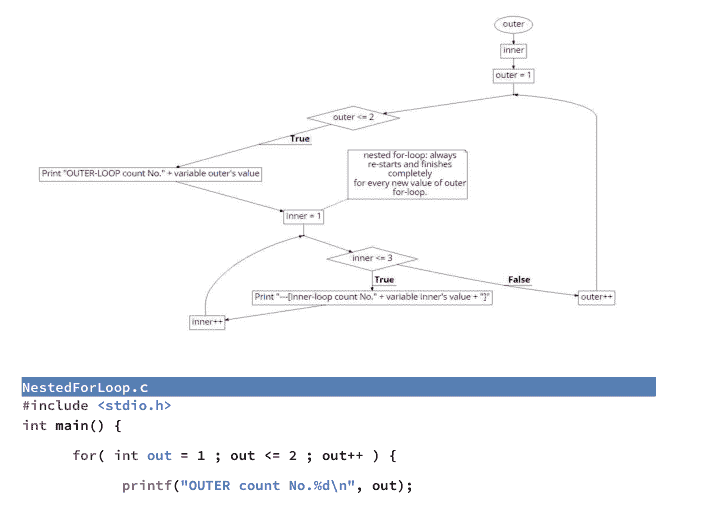 outer
inner
outer = 1
outer <= 2
True
Print "OUTER-LOOP count No." + variable outer's value
nested for-loop: always
re-starts and finishes
completely
for every new value of outer
for-loop.
inner = 1
inner <= 3
True
False
Print "---[Inner-loop count No." + variable inner's value + "]"
outer++
inner++
NestedForLoop.c
#include <stdio.h>
int main() {
for( int out = 1 ; out <= 2 ; out++ ) {
printf("OUTER count No.%d\n", out);